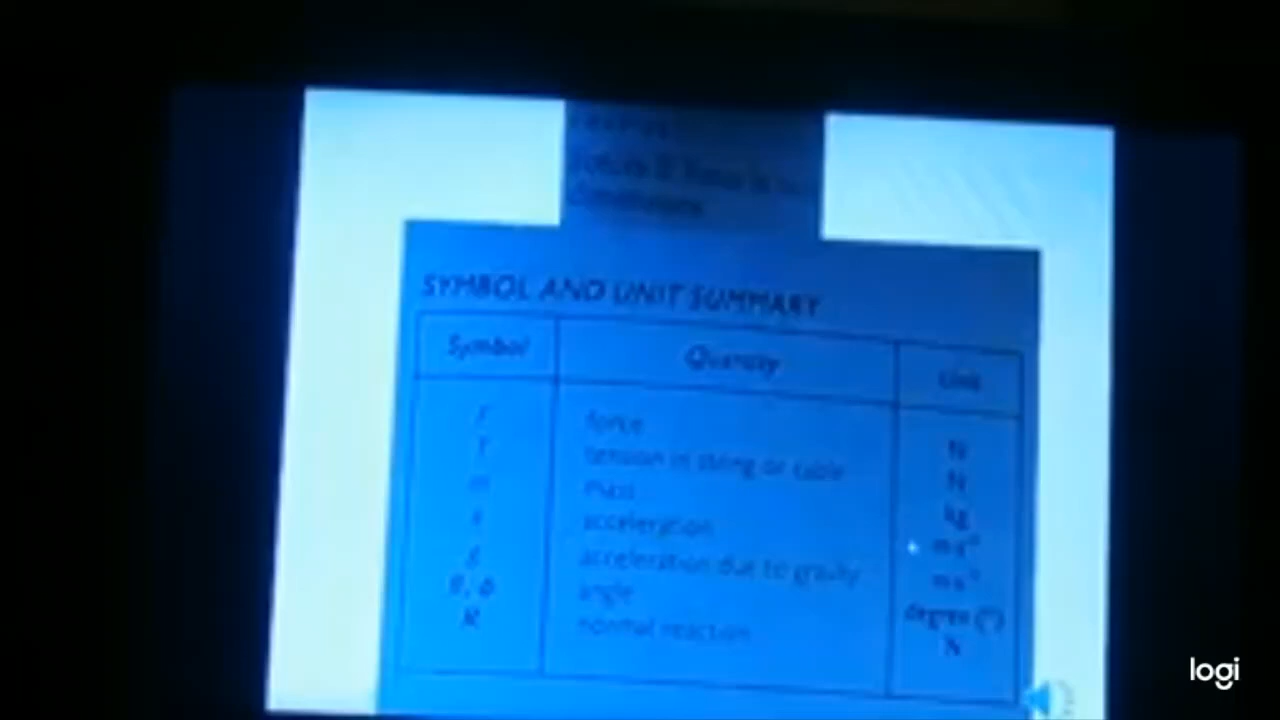 SYMBOL AND UNIT SUMMARY
Symbol Quantity Unit
F force N
T tension in string or cable N
m mass kg
acceleration m s
g acceleration due to gravity m s
θ, angle degree (°)
R normal reaction N
logi